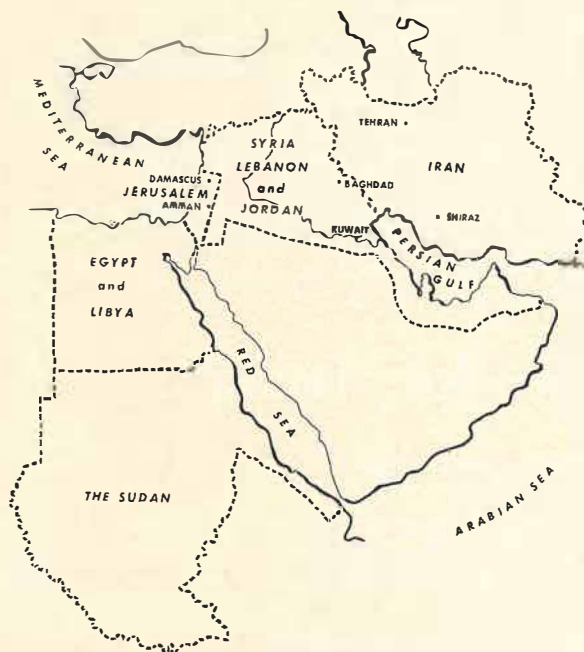 MEDITERRANEAN
SEA
TEHRAN
SYRIA
LEBANON
and
JORDAN
IRAN
DAMASCUS
JERUSALEM
AMMAN
BAGHDAD
KUWAIT
SHIRAZ
PERSIAN
GULF
EGYPT
and
LIBYA
RED
SEA
THE SUDAN
ARABIAN SEA